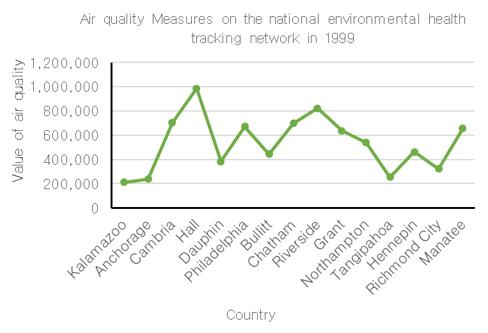 Air quality Measures on the national environmental health
tracking network in 1999
Value of air quality
1,200,000
1,000,000
800,000
600,000
400,000
200,000
0
Kalamazoo
Anchorage
Cambria
Hall
Dauphin
Philadelphia
Bullitt
Chatham
Riverside
Grant
Northampton
Tangipahoa
Hennepin
Richmond City
Manatee
Country